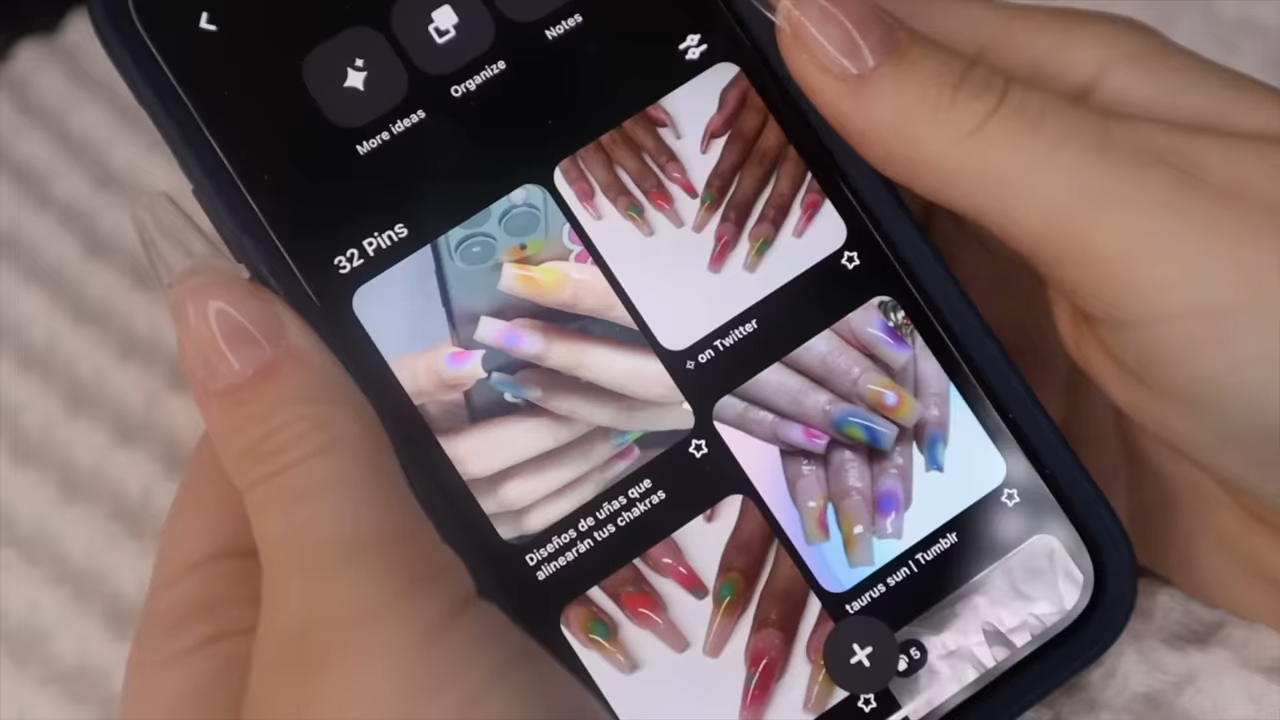 More ideas
Organize
Notes
32 Pins
on Twitter
Diseños de uñas que
alinearán tus chakras
taurus sun | Tumblr
5